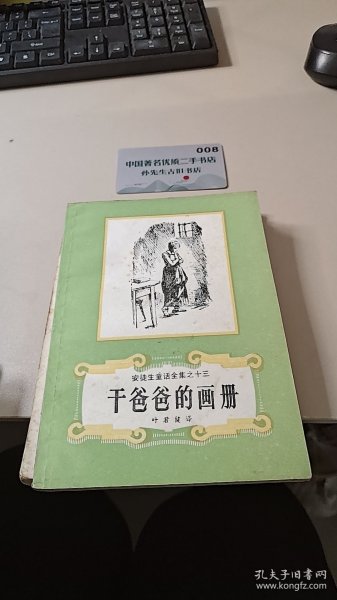 008
中国著名优质二手书店
孙先生古旧书店
安徒生童话全集之十三
干爸爸的画册
叶君健译
孔夫子旧书网
www.kongfz.com